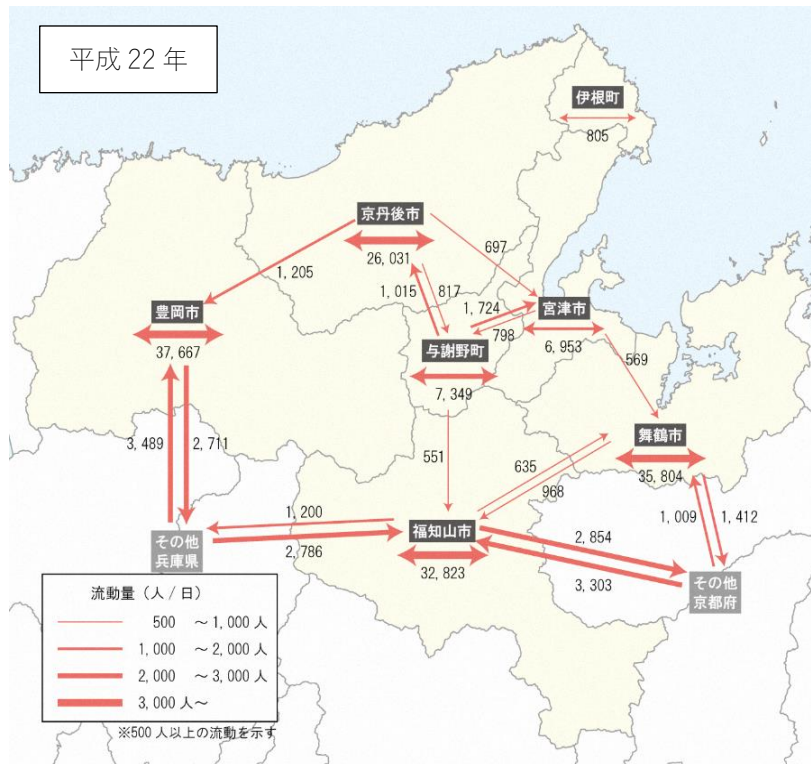 平成 22 年
伊根町
805
京丹後市
26,031
697
1,205
1,015
817
1,724
宮津市
798
6,953
豊岡市
37,667
与謝野町
7,349
569
舞鶴市
35,804
3,489
2,711
551
635
968
1,009
1,412
1,200
福知山市
2,854
その他
兵庫県
2,786
32,823
3,303
その他
京都府
流動量(人/日)
500 ~1,000 人
1,000 ~2,000 人
2,000 ~3,000 人
3,000 人~
※500 人以上の流動を示す